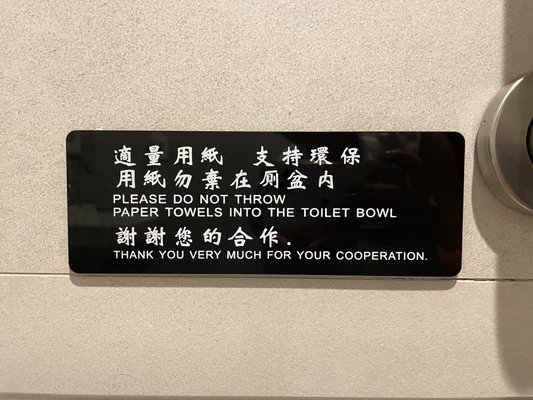 適量用紙　支持環保
用紙勿棄在厠盆內
PLEASE DO NOT THROW
PAPER TOWELS INTO THE TOILET BOWL
謝謝您的合作.
THANK YOU VERY MUCH FOR YOUR COOPERATION.